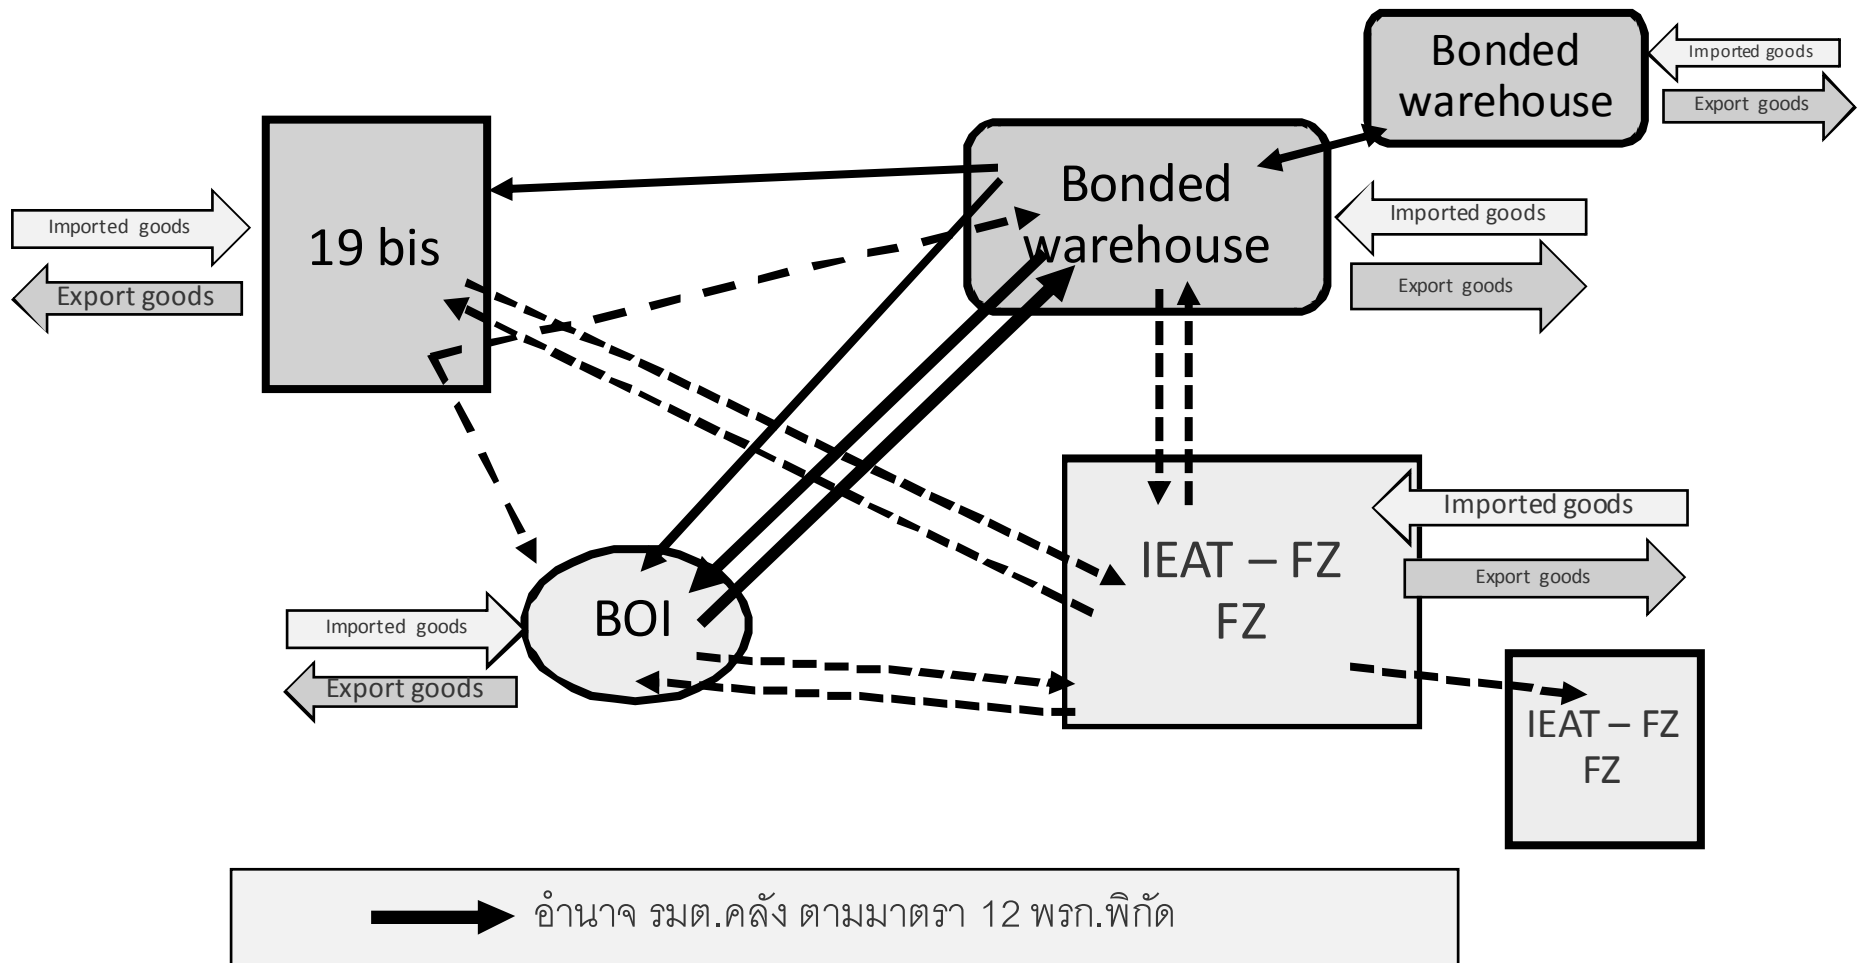 Bonded
warehouse
Imported goods
Export goods
Bonded
warehouse
Imported goods
Export goods
19 bis
Imported goods
Export goods
BOI
Imported goods
Export goods
IEAT – FZ
FZ
Imported goods
Export goods
IEAT – FZ
FZ
อำนาจ รมต.คลัง ตามมาตรา 12 พรก.พิกัด